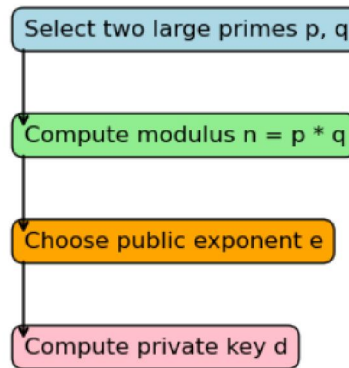 Select two large primes p, q
Compute modulus n = p * q
Choose public exponent e
Compute private key d